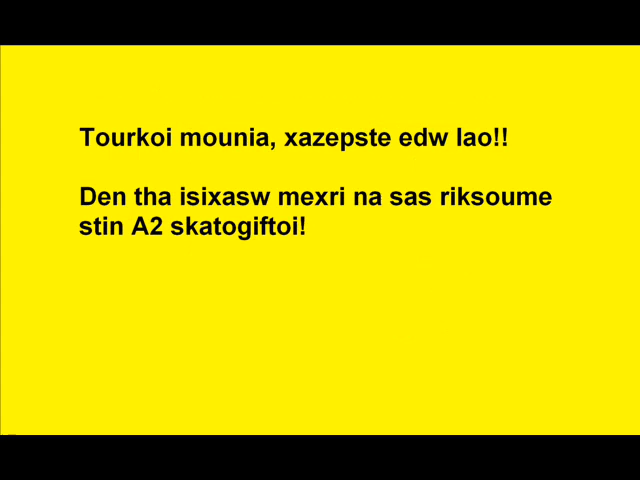 Tourkoi mounia, xazepste edw lao!!
Den tha isixasw mexri na sas riksoume
stin A2 skatogiftoi!